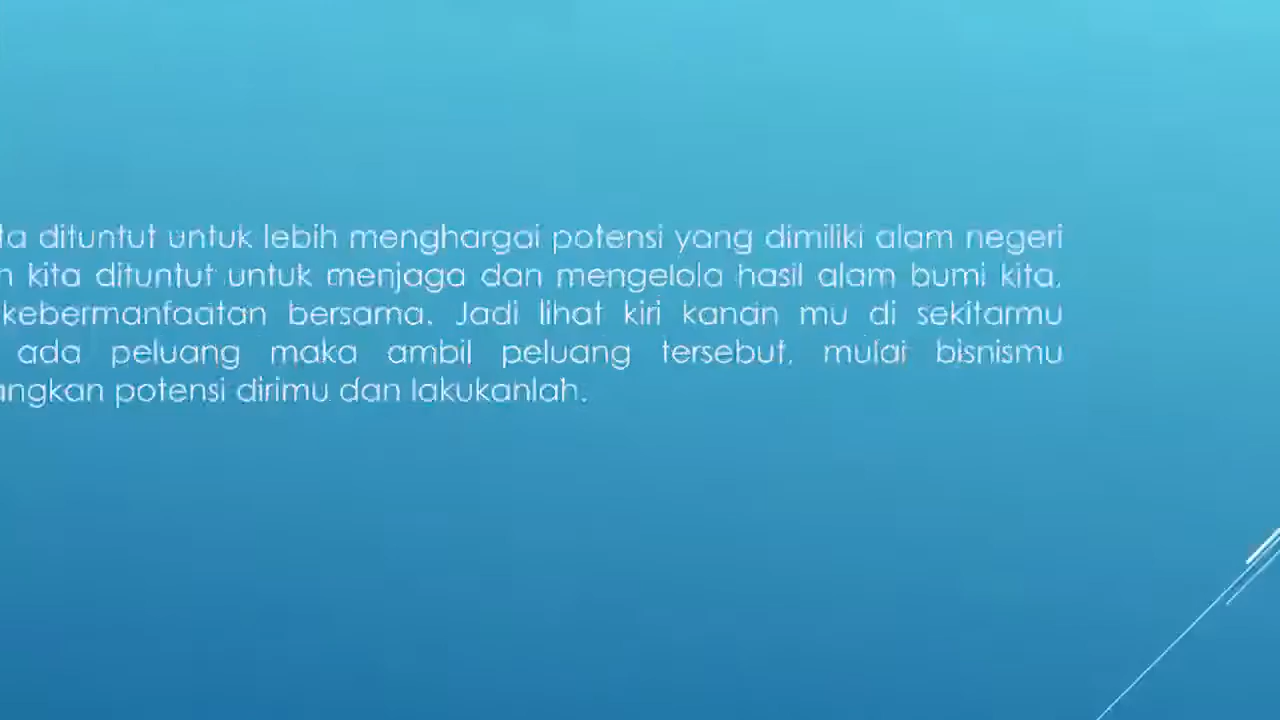 ta dituntut untuk lebih menghargai potensi yang dimiliki alam negeri
n kita dituntut untuk menjaga dan mengelola hasil alam bumi kita.
kebermanfaatan bersama. Jadi lihat kiri kanan mu di sekitarmu
ada peluang maka ambil peluang tersebut. mulai bisnismu
angkan potensi dirimu dan lakukanlah.